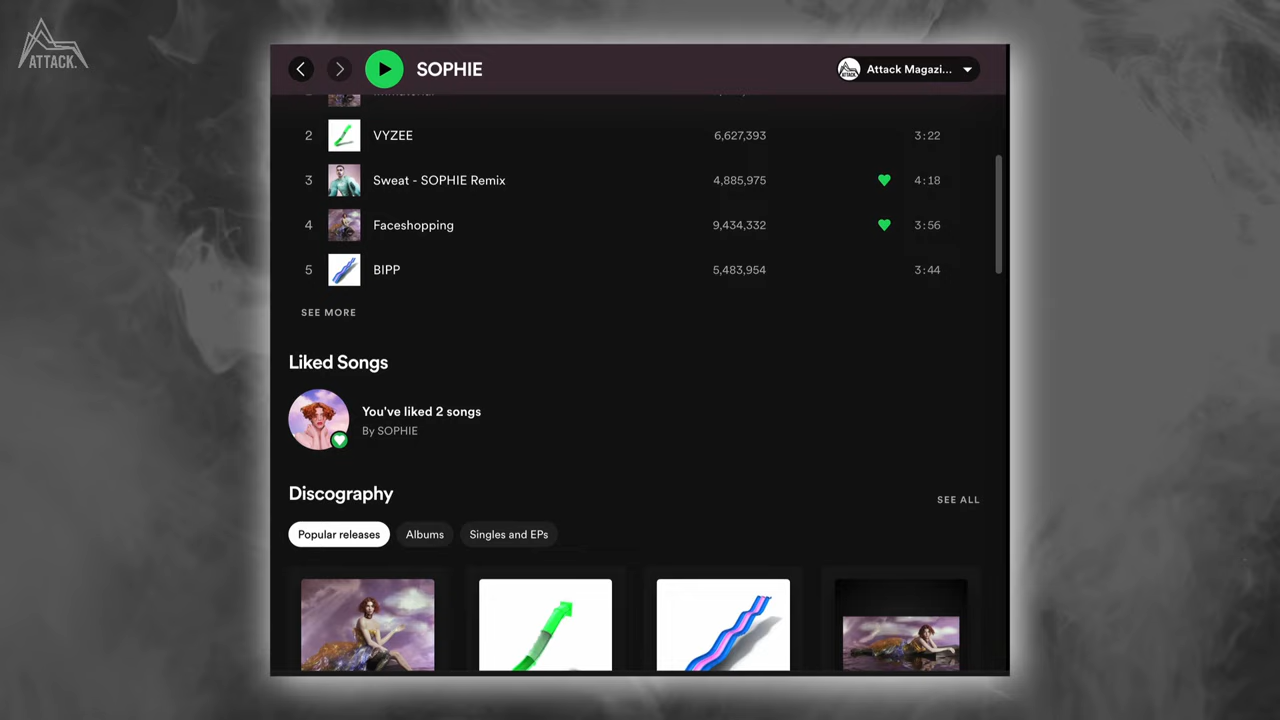 ATTACK.
SOPHIE
Attack Magazi...
2 VYZEE 6,627,393 3:22
3 Sweat - SOPHIE Remix 4,885,975 4:18
4 Faceshopping 9,434,332 3:56
5 BIPP 5,483,954 3:44
SEE MORE
Liked Songs
You've liked 2 songs
By SOPHIE
Discography
SEE ALL
Popular releases Albums Singles and EPs